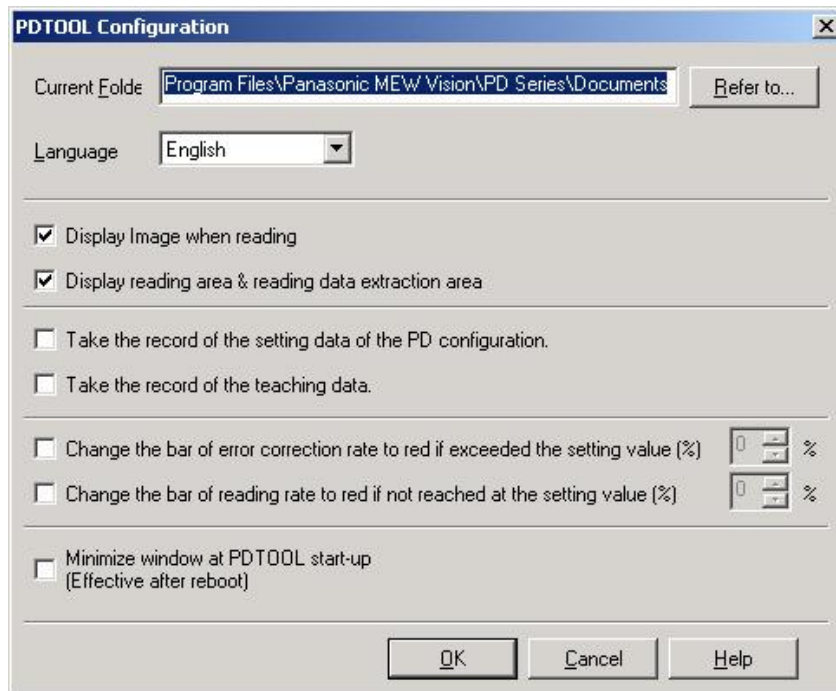 PDTOOL Configuration
Current Folde Program Files\Panasonic MEW Vision\PD Series\Documents Refer to...
Language English
Display Image when reading
Display reading area & reading data extraction area
Take the record of the setting data of the PD configuration.
Take the record of the teaching data.
Change the bar of error correction rate to red if exceeded the setting value (%) 0 %
Change the bar of reading rate to red if not reached at the setting value (%) 0 %
Minimize window at PDTOOL start-up
(Effective after reboot)
OK Cancel Help